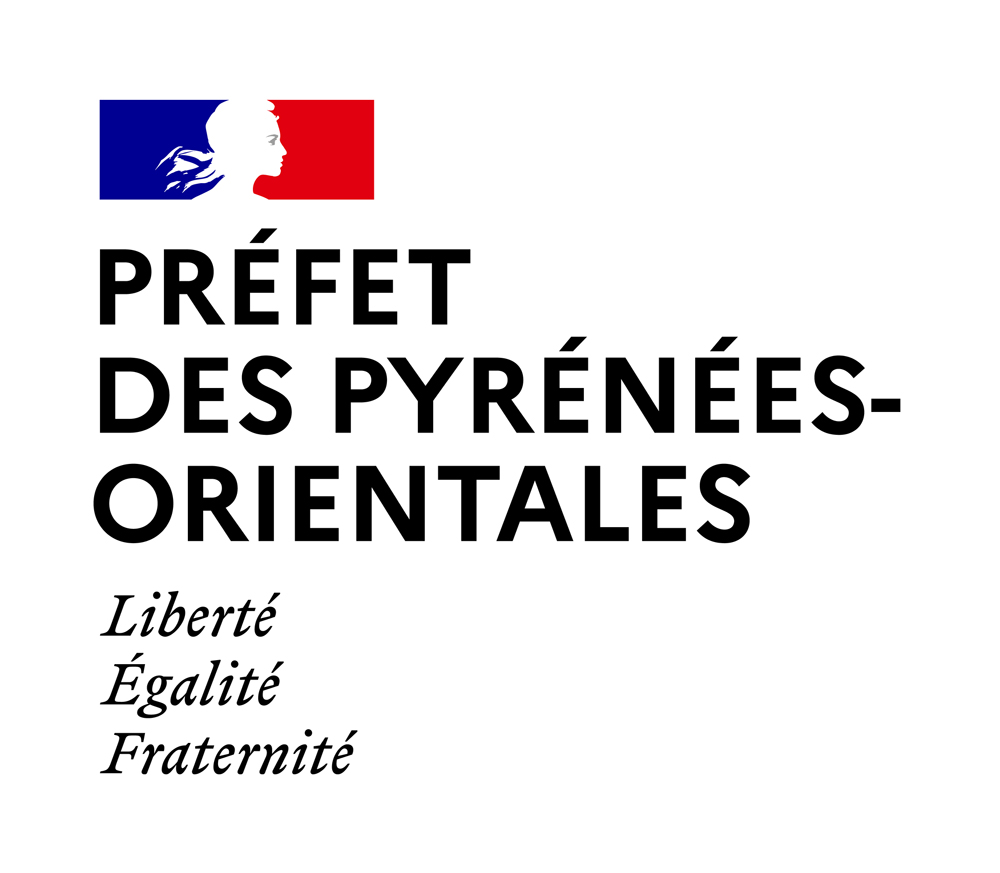 PRÉFET
DES PYRÉNÉES-
ORIENTALES
Liberté
Égalité
Fraternité